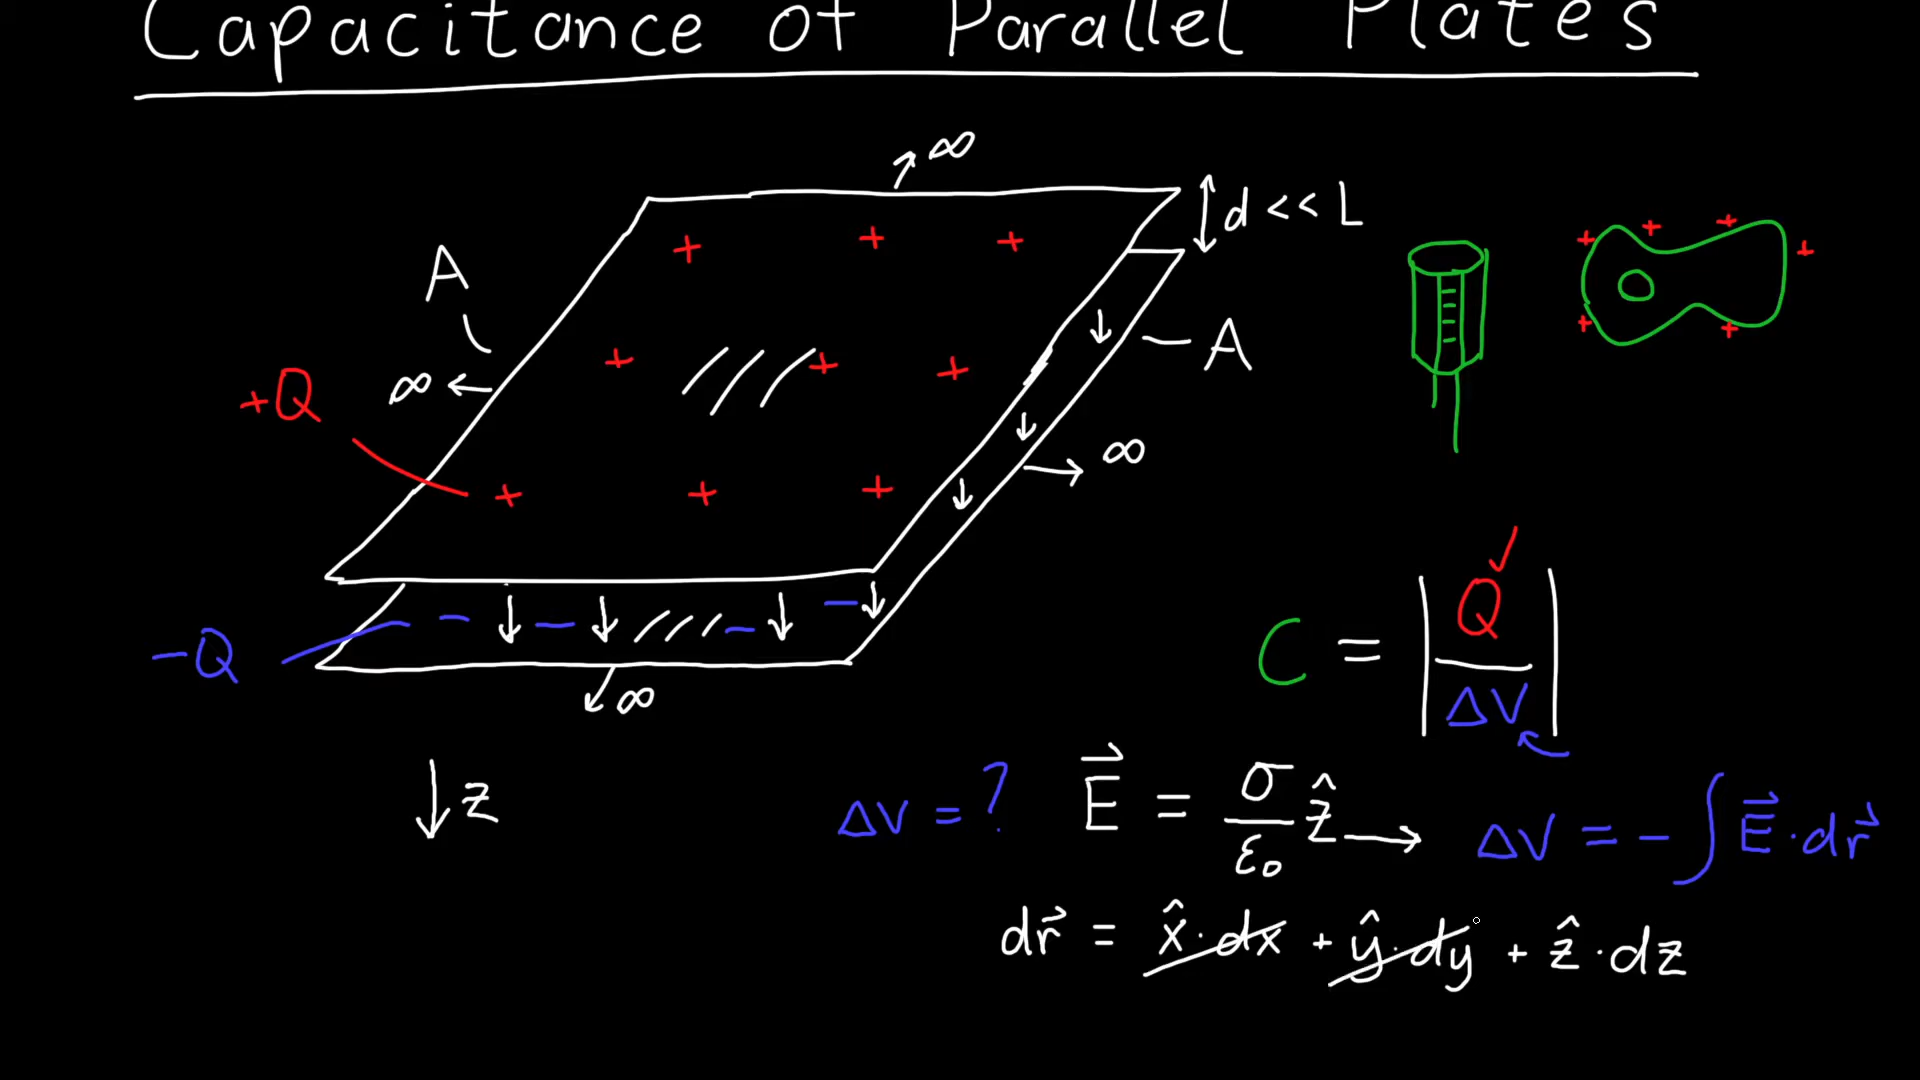 Capacitance of Parallel Plates
∞
d << L
A
A
∞
+Q
∞
-Q
∞
C = |Q/ΔV|
z
ΔV = ?
E⃗ = σ/ε₀ ẑ → ΔV = -∫E⃗·dr⃗
dr⃗ = x̂·dx + ŷ·dy + ẑ·dz